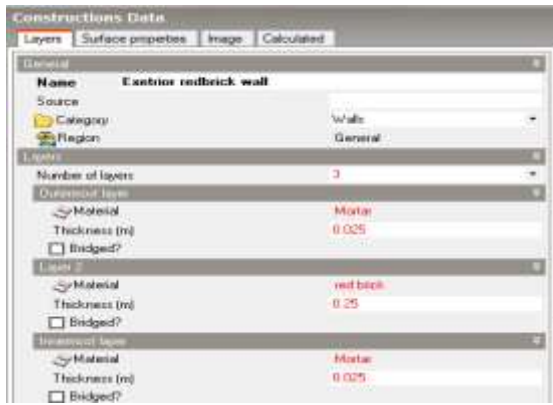 Constructions Data
Layers Surface properties Image Calculated
General
Name Exetrior redbrick wall
Source
Category Walls
Region General
Layers
Number of layers 3
Outermost layer
Material Mortar
Thickness (m) 0.025
Bridged?
Layer 2
Material red brick
Thickness (m) 0.25
Bridged?
Innermost layer
Material Mortar
Thickness (m) 0.025
Bridged?